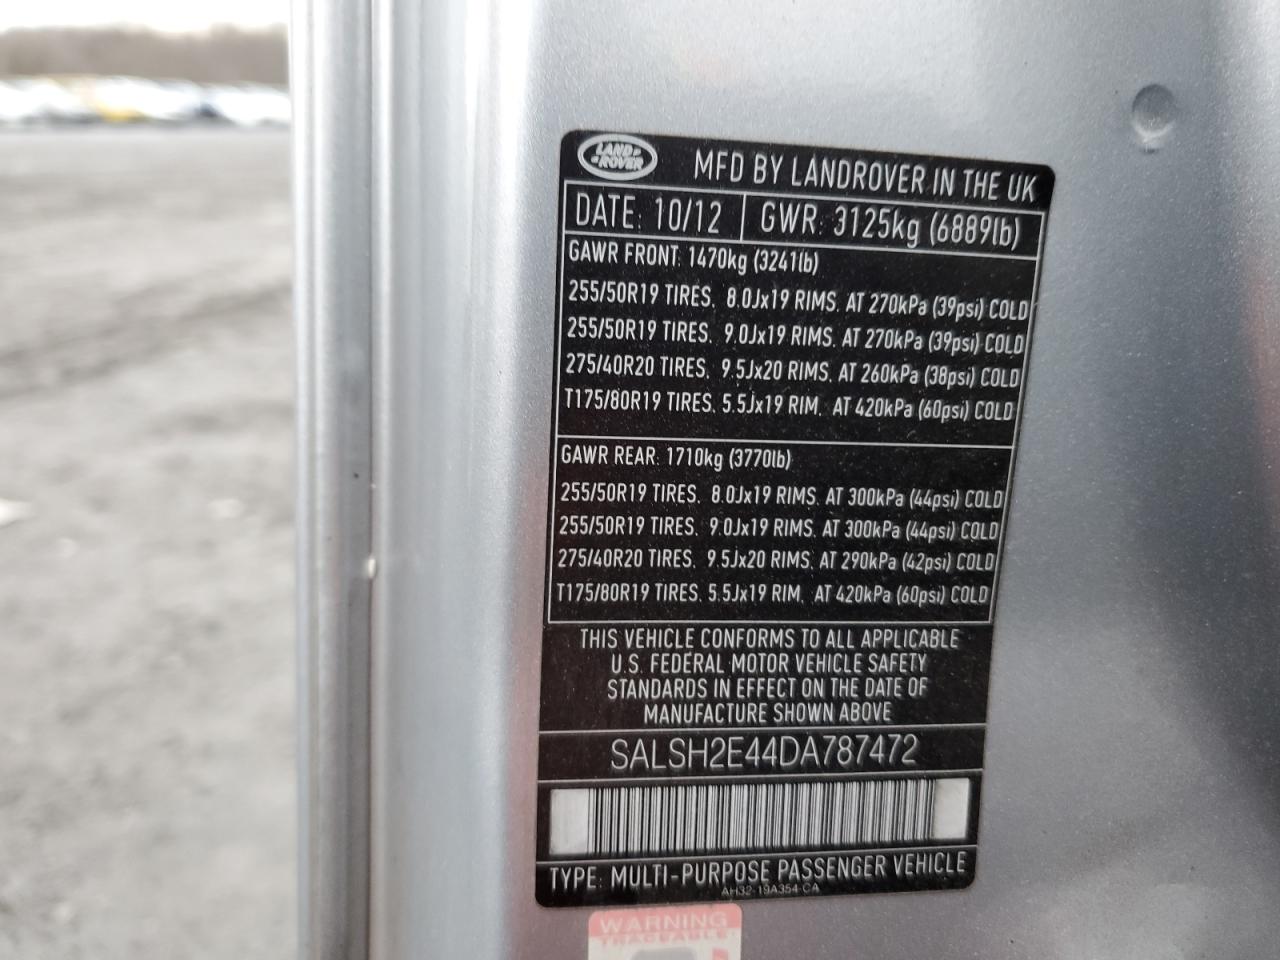 LAND ROVER
MFD BY LANDROVER IN THE UK
DATE: 10/12 GWR: 3125kg (6889lb)
GAWR FRONT: 1470kg (3241lb)
255/50R19 TIRES, 8.0Jx19 RIMS, AT 270kPa (39psi) COLD
255/50R19 TIRES, 9.0Jx19 RIMS, AT 270kPa (39psi) COLD
275/40R20 TIRES, 9.5Jx20 RIMS, AT 260kPa (38psi) COLD
T175/80R19 TIRES, 5.5Jx19 RIM, AT 420kPa (60psi) COLD
GAWR REAR: 1710kg (3770lb)
255/50R19 TIRES, 8.0Jx19 RIMS, AT 300kPa (44psi) COLD
255/50R19 TIRES, 9.0Jx19 RIMS, AT 300kPa (44psi) COLD
275/40R20 TIRES, 9.5Jx20 RIMS, AT 290kPa (42psi) COLD
T175/80R19 TIRES, 5.5Jx19 RIM, AT 420kPa (60psi) COLD
THIS VEHICLE CONFORMS TO ALL APPLICABLE
U.S. FEDERAL MOTOR VEHICLE SAFETY
STANDARDS IN EFFECT ON THE DATE OF
MANUFACTURE SHOWN ABOVE
SALSH2E44DA787472
TYPE: MULTI-PURPOSE PASSENGER VEHICLE
AH32-19A354-CA
WARNING
TRACEABLE